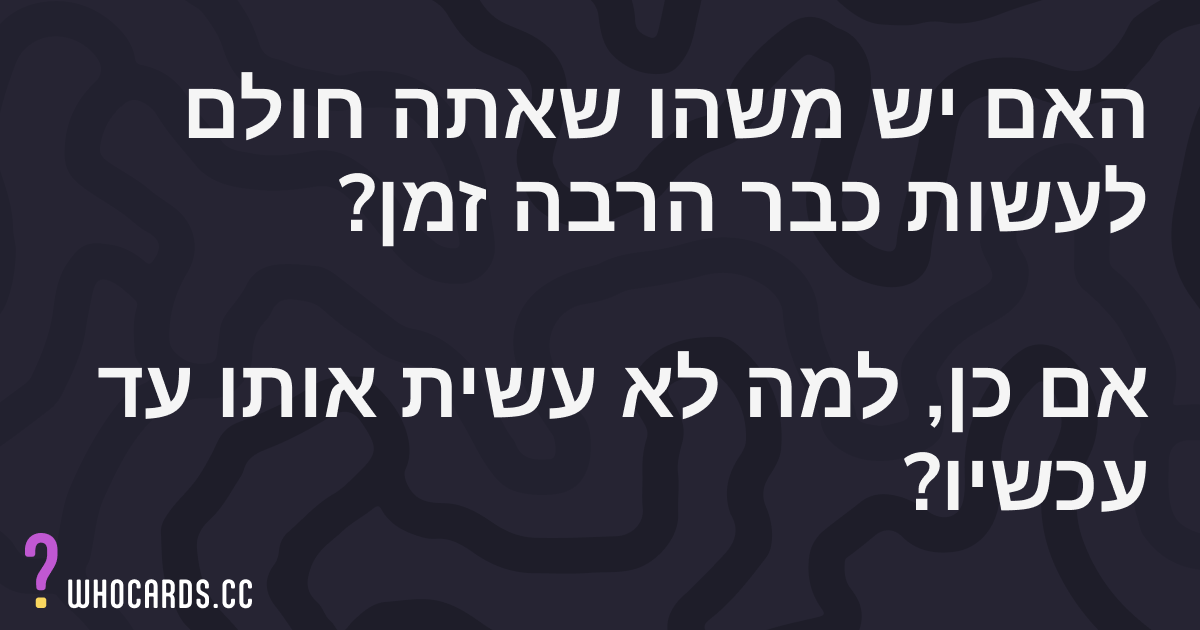 האם יש משהו שאתה חולם
לעשות כבר הרבה זמן?
אם כן, למה לא עשית אותו עד
עכשיו?
WHOCARDS.CC